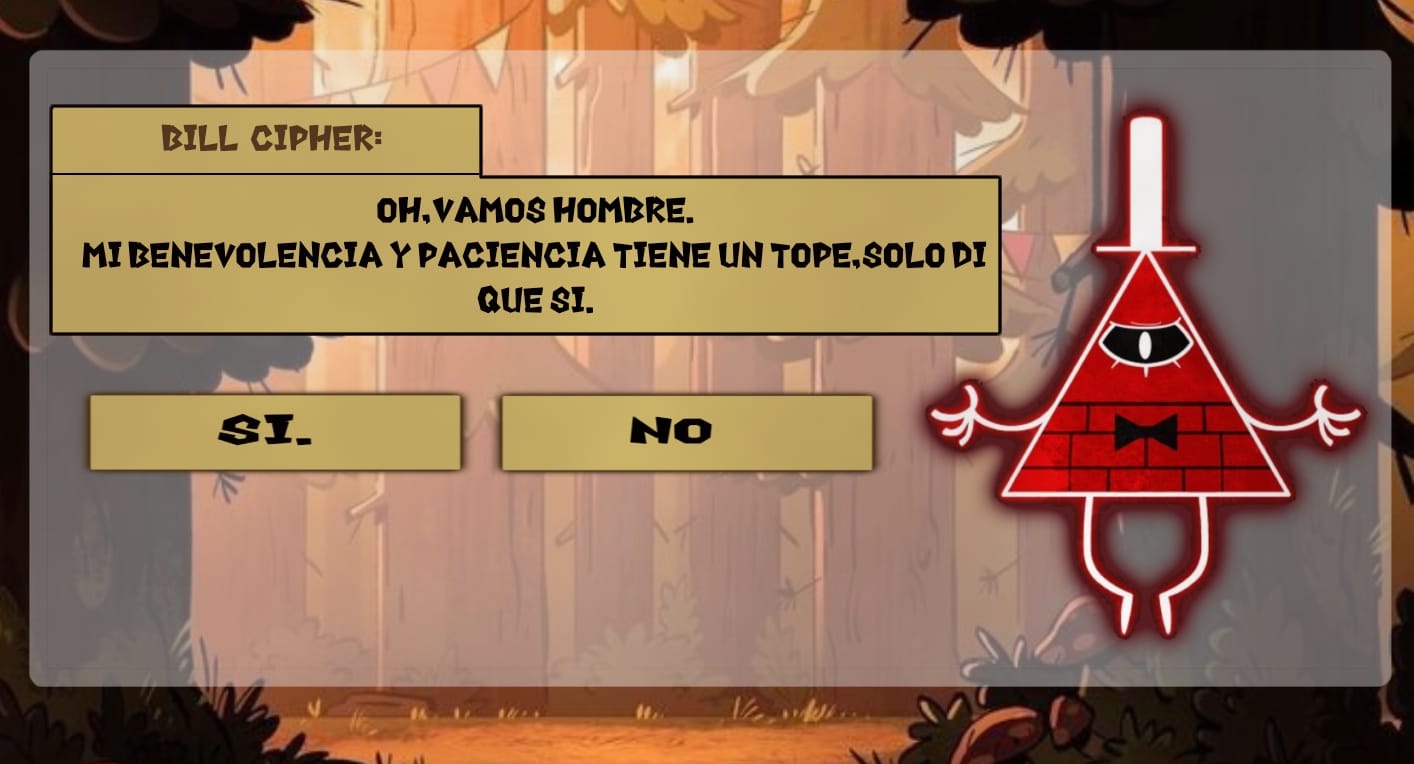 BILL CIPHER:
OH,VAMOS HOMBRE.
MI BENEVOLENCIA Y PACIENCIA TIENE UN TOPE,SOLO DI
QUE SI.
SI.
NO